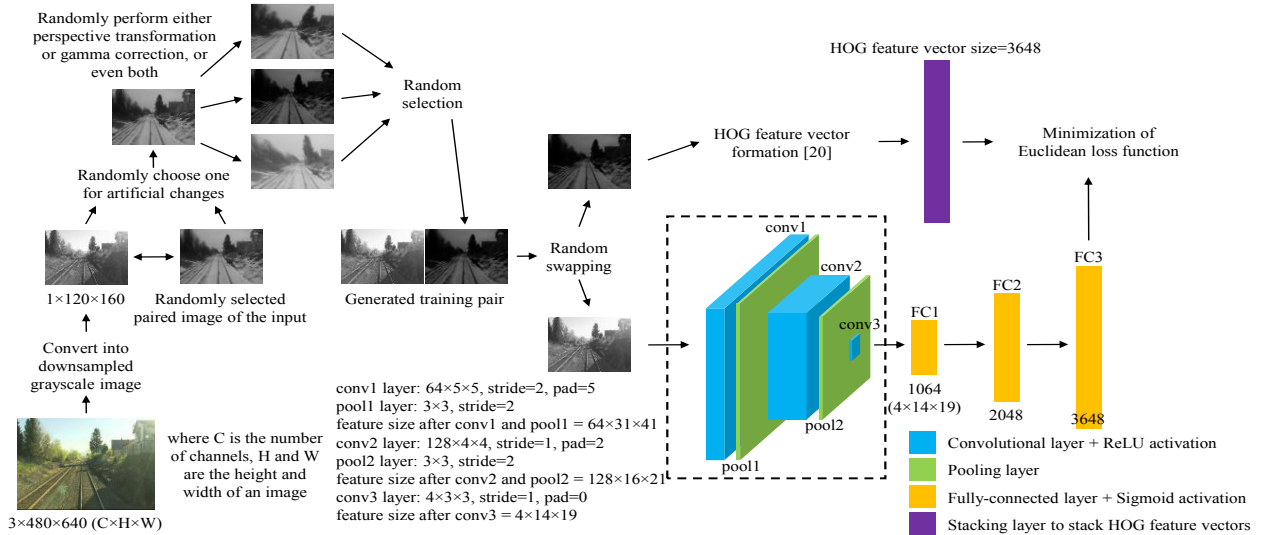 Randomly perform either
perspective transformation
or gamma correction, or
even both
Random
selection
Randomly choose one
for artificial changes
1×120×160
Randomly selected
paired image of the input
Convert into
downsampled
grayscale image
3×480×640 (C×H×W)
where C is the number
of channels, H and W
are the height and
width of an image
Generated training pair
Random
swapping
HOG feature vector
formation [20]
HOG feature vector size=3648
Minimization of
Euclidean loss function
conv1
pool1
conv2
pool2
conv3
FC1
1064
(4×14×19)
FC2
2048
FC3
3648
conv1 layer: 64×5×5, stride=2, pad=5
pool1 layer: 3×3, stride=2
feature size after conv1 and pool1 = 64×31×41
conv2 layer: 128×4×4, stride=1, pad=2
pool2 layer: 3×3, stride=2
feature size after conv2 and pool2 = 128×16×21
conv3 layer: 4×3×3, stride=1, pad=0
feature size after conv3 = 4×14×19
Convolutional layer + ReLU activation
Pooling layer
Fully-connected layer + Sigmoid activation
Stacking layer to stack HOG feature vectors